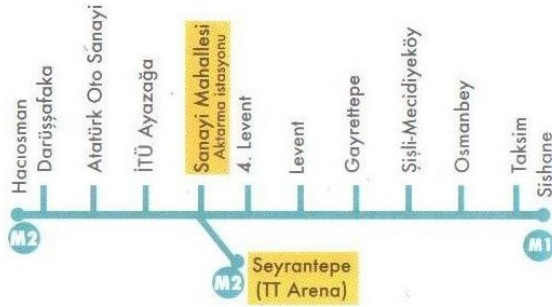 Hacıosman
Darüşşafaka
Atatürk Oto Sanayi
İTÜ Ayazağa
Sanayi Mahallesi
Aktarma istasyonu
4. Levent
Levent
Gayrettepe
Şişli-Mecidiyeköy
Osmanbey
Taksim
Sishane
M2
M1
M2
Seyrantepe
(TT Arena)